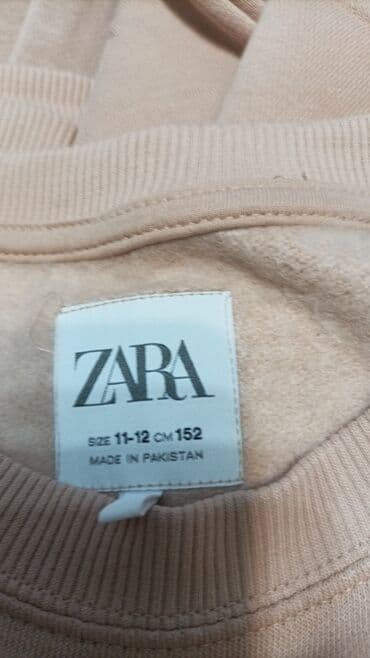 ZARA
SIZE 11-12 CM 152
MADE IN PAKISTAN